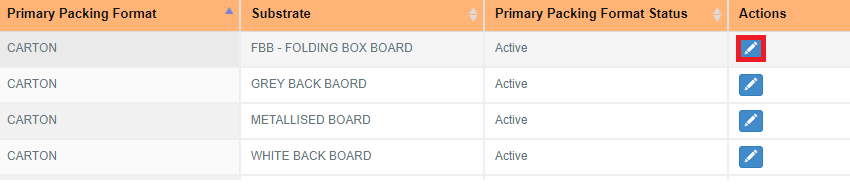 Primary Packing Format Substrate Primary Packing Format Status Actions
CARTON FBB - FOLDING BOX BOARD Active
CARTON GREY BACK BAORD Active
CARTON METALLISED BOARD Active
CARTON WHITE BACK BOARD Active